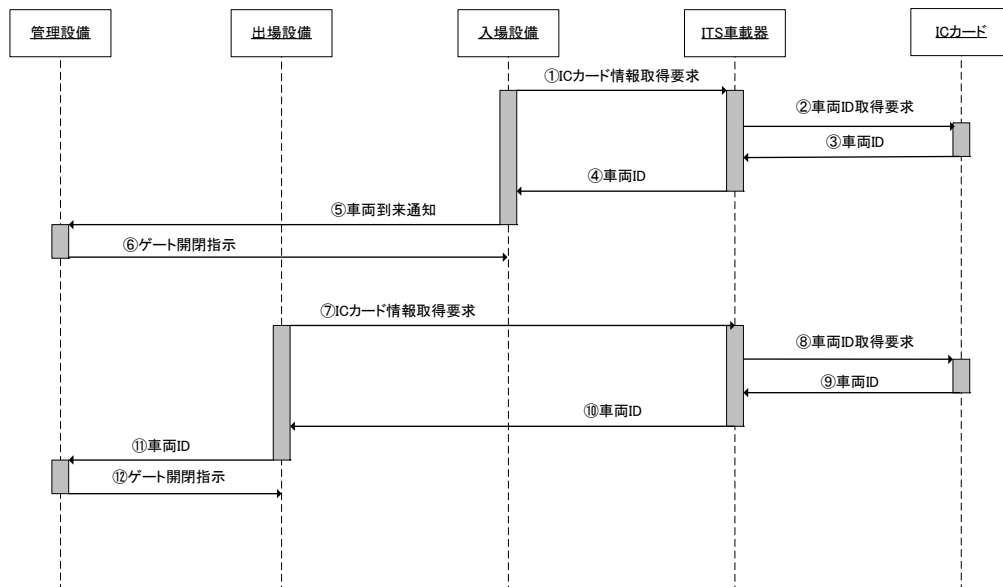 管理設備
出場設備
入場設備
ITS車載器
ICカード
①ICカード情報取得要求
②車両ID取得要求
③車両ID
④車両ID
⑤車両到来通知
⑥ゲート開閉指示
⑦ICカード情報取得要求
⑧車両ID取得要求
⑨車両ID
⑩車両ID
⑪車両ID
⑫ゲート開閉指示